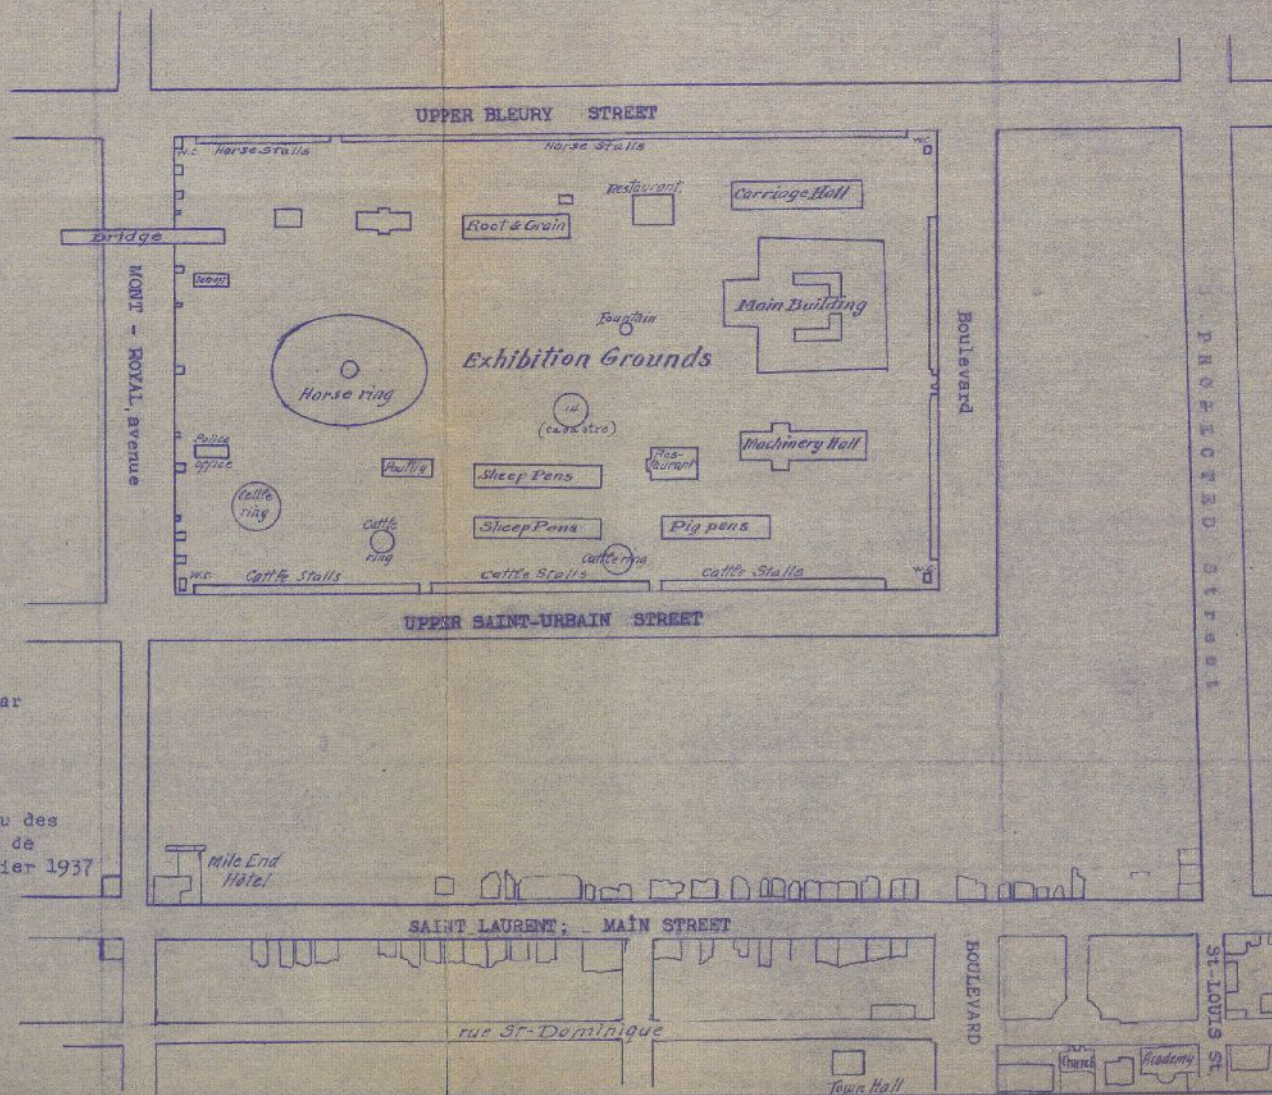 UPPER BLEURY STREET
W.C.
Horse Stalls
Horse Stalls
W.C.
Restaurant.
Carriage Hall
Root & Grain
Bridge
Main Building
Fountain
Exhibition Grounds
Horse ring
14
(cadastre)
MONT - ROYAL, avenue
Boulevard
PROJECTED Street
Police
office
Poultry
Sheep Pens
Res-
taurant
Machinery Hall
Cattle
ring
Cattle
ring
Sheep Pens
Pig pens
Cattle ring
W.C.
Cattle Stalls
Cattle Stalls
Cattle Stalls
W.C.
UPPER SAINT-URBAIN STREET
ar
u des
de
ier 1937
Mile End
Hôtel
SAINT LAURENT; _ MAIN STREET
BOULEVARD
St-LOUIS St.
rue St-Dominique
Church
Academy
Town Hall